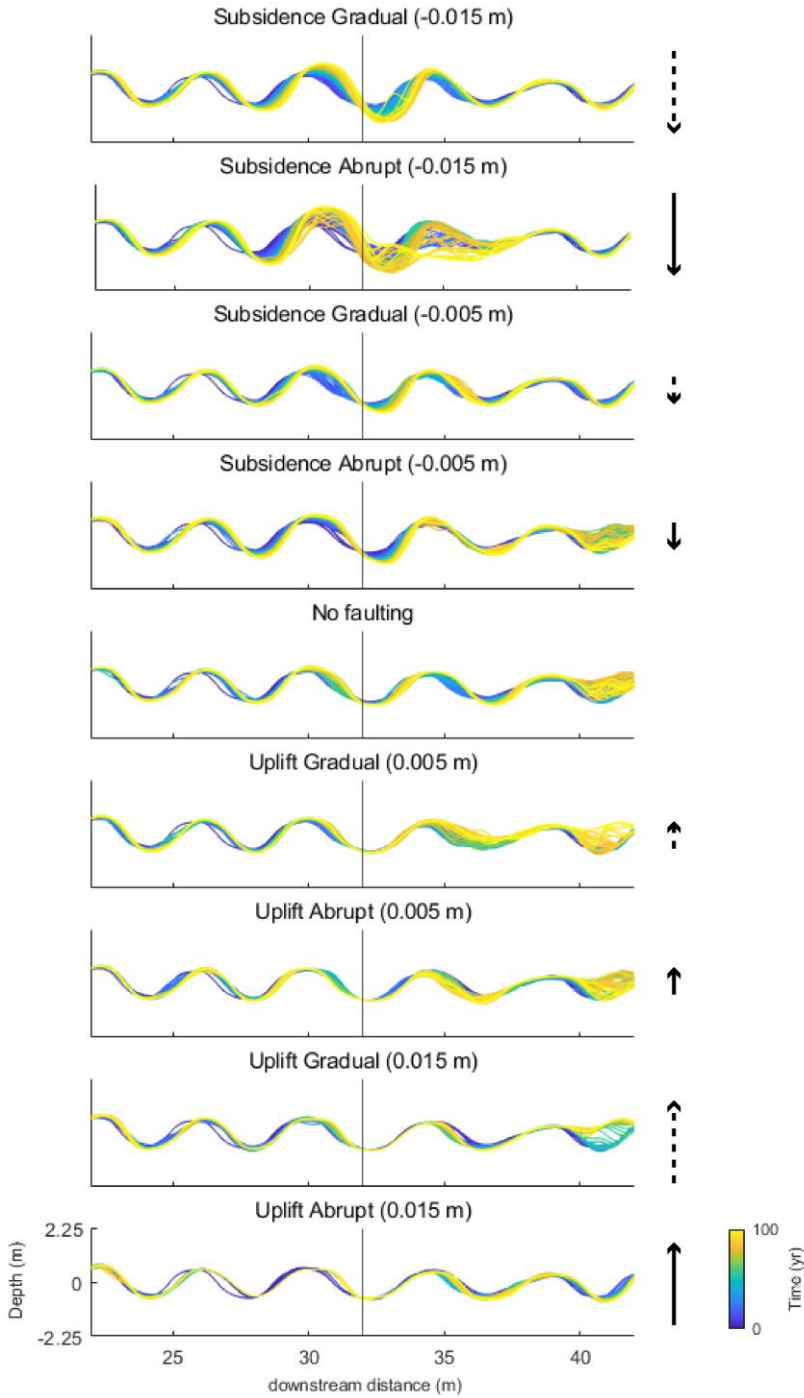 Subsidence Gradual (-0.015 m)
Subsidence Abrupt (-0.015 m)
Subsidence Gradual (-0.005 m)
Subsidence Abrupt (-0.005 m)
No faulting
Uplift Gradual (0.005 m)
Uplift Abrupt (0.005 m)
Uplift Gradual (0.015 m)
Uplift Abrupt (0.015 m)
2.25
0
-2.25
Depth (m)
25 30 35 40
downstream distance (m)
100
0
Time (yr)